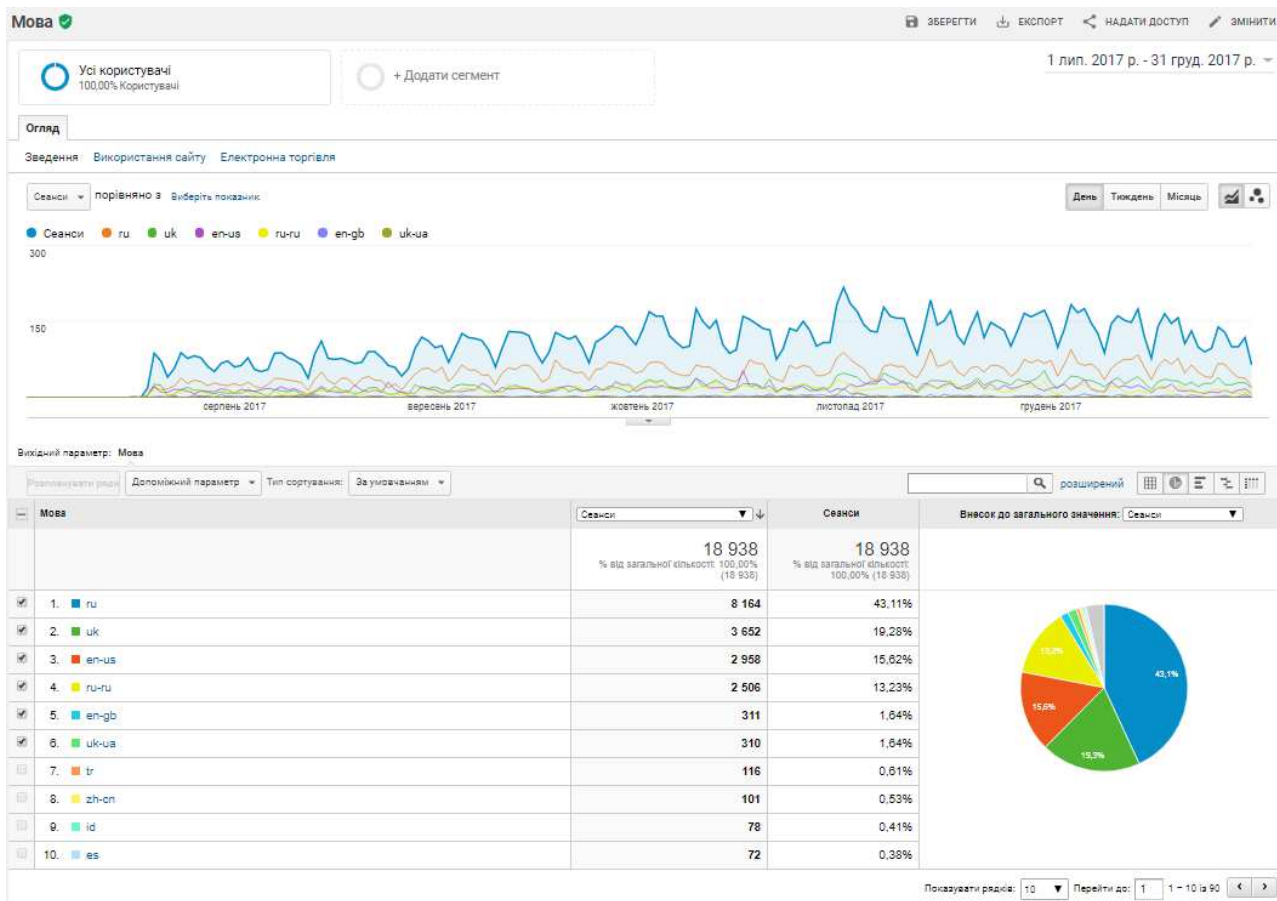 Мова
ЗБЕРЕГТИ ЕКСПОРТ НАДАТИ ДОСТУП ЗМІНИТИ
Усі користувачі
100,00% Користувачі
+ Додати сегмент
1 лип. 2017 р. - 31 груд. 2017 р.
Огляд
Зведення Використання сайту Електронна торгівля
Сеанси порівняно з Виберіть показник
День Тиждень Місяць
Сеанси ru uk en-us ru-ru en-gb uk-ua
300
150
серпень 2017 вересень 2017 жовтень 2017 листопад 2017 грудень 2017
Вихідний параметр: Мова
Допоміжний параметр Тип сортування: За умовчанням
розширений
Мова Сеанси Сеанси Внесок до загального значення: Сеанси
18 938 18 938
% від загальної кількості: 100,00% % від загальної кількості:
(18 938) 100,00% (18 938)
1. ru 8 164 43,11%
2. uk 3 652 19,28%
3. en-us 2 958 15,62%
4. ru-ru 2 506 13,23%
5. en-gb 311 1,64%
6. uk-ua 310 1,64%
7. tr 116 0,61%
8. zh-cn 101 0,53%
9. id 78 0,41%
10. es 72 0,38%
13,2%
43,1%
15,6%
19,3%
Показувати рядків: 10 Перейти до: 1 1 – 10 із 90